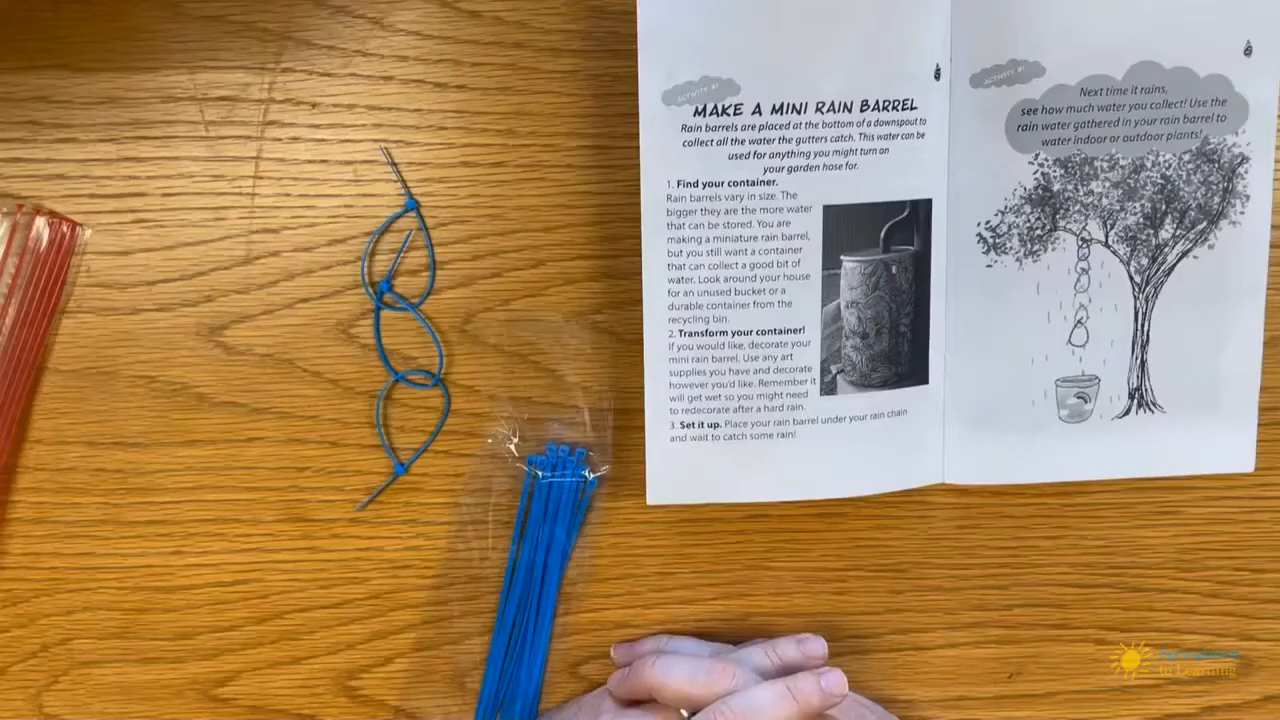 ACTIVITY #1
MAKE A MINI RAIN BARREL
Rain barrels are placed at the bottom of a downspout to
collect all the water the gutters catch. This water can be
used for anything you might turn on
your garden hose for.
1. Find your container.
Rain barrels vary in size. The
bigger they are the more water
that can be stored. You are
making a miniature rain barrel,
but you still want a container
that can collect a good bit of
water. Look around your house
for an unused bucket or a
durable container from the
recycling bin.
2. Transform your container!
If you would like, decorate your
mini rain barrel. Use any art
supplies you have and decorate
however you'd like. Remember it
will get wet so you might need
to redecorate after a hard rain.
3. Set it up. Place your rain barrel under your rain chain
and wait to catch some rain!
ACTIVITY #1
Next time it rains,
see how much water you collect! Use the
rain water gathered in your rain barrel to
water indoor or outdoor plants!
to Learning